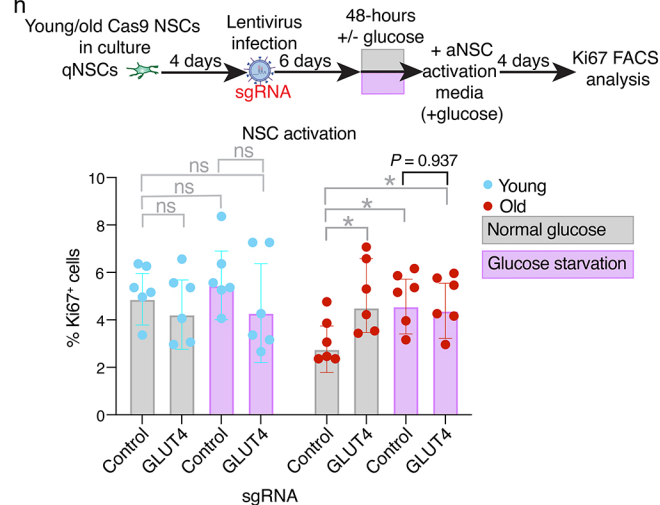 h
Young/old Cas9 NSCs
in culture
qNSCs
4 days
Lentivirus
infection
sgRNA
6 days
48-hours
+/- glucose
+ aNSC
activation
media
(+glucose)
4 days
Ki67 FACS
analysis
NSC activation
ns
ns
ns
ns
P = 0.937
*
*
*
Young
Old
Normal glucose
Glucose starvation
% Ki67⁺ cells
10
8
6
4
2
0
Control
GLUT4
Control
GLUT4
Control
GLUT4
Control
GLUT4
sgRNA